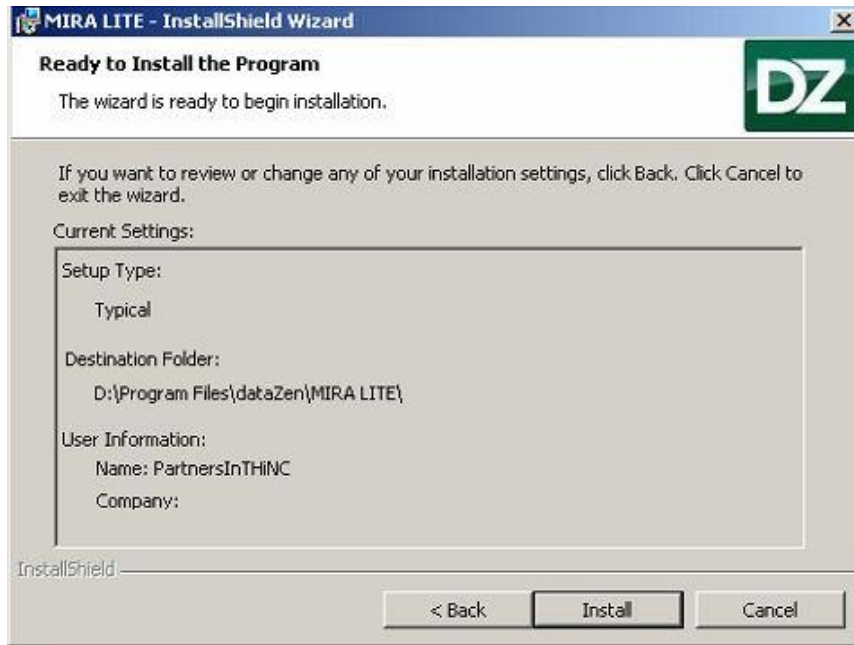 MIRA LITE - InstallShield Wizard
Ready to Install the Program
The wizard is ready to begin installation.
DZ
If you want to review or change any of your installation settings, click Back. Click Cancel to
exit the wizard.
Current Settings:
Setup Type:
Typical
Destination Folder:
D:\Program Files\dataZen\MIRA LITE\
User Information:
Name: PartnersInTHiNC
Company:
InstallShield
< Back
Install
Cancel